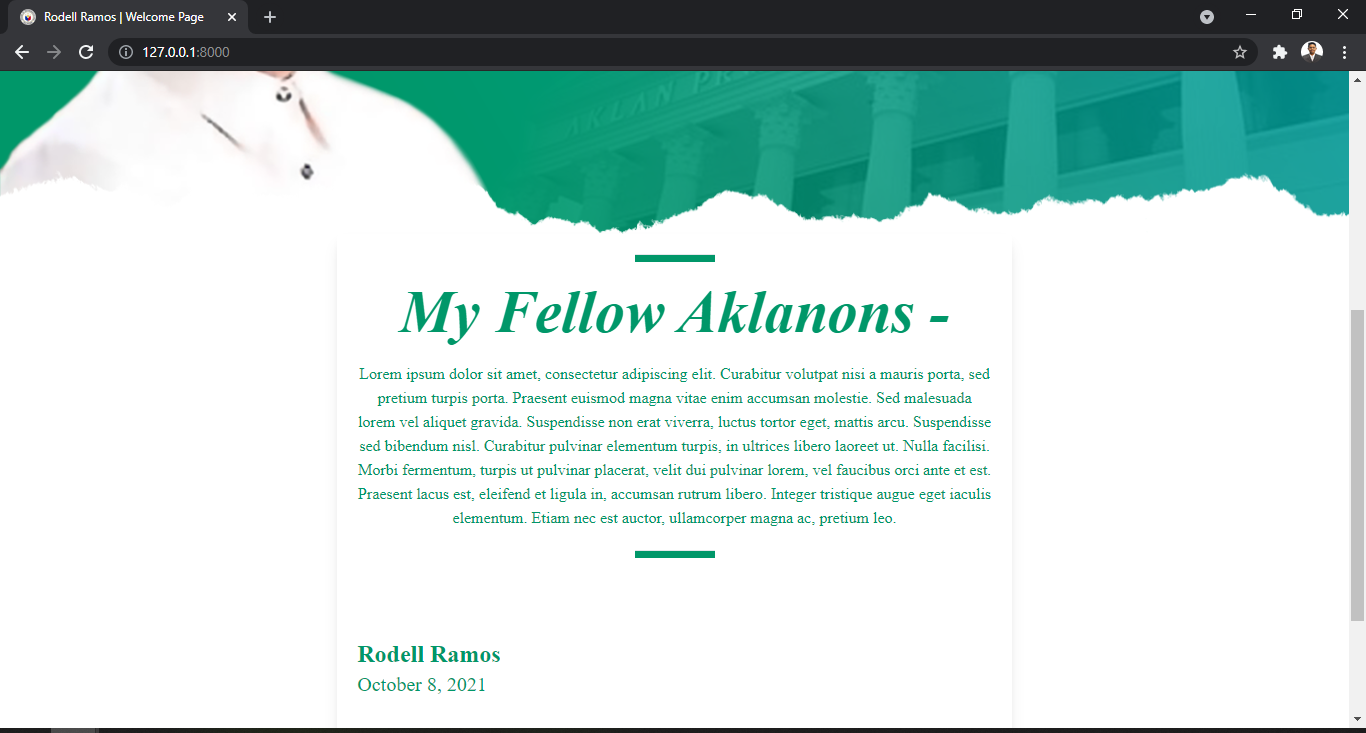 Rodell Ramos | Welcome Page
127.0.0.1:8000
AKLAN PR
My Fellow Aklanons -
Lorem ipsum dolor sit amet, consectetur adipiscing elit. Curabitur volutpat nisi a mauris porta, sed
pretium turpis porta. Praesent euismod magna vitae enim accumsan molestie. Sed malesuada
lorem vel aliquet gravida. Suspendisse non erat viverra, luctus tortor eget, mattis arcu. Suspendisse
sed bibendum nisl. Curabitur pulvinar elementum turpis, in ultrices libero laoreet ut. Nulla facilisi.
Morbi fermentum, turpis ut pulvinar placerat, velit dui pulvinar lorem, vel faucibus orci ante et est.
Praesent lacus est, eleifend et ligula in, accumsan rutrum libero. Integer tristique augue eget iaculis
elementum. Etiam nec est auctor, ullamcorper magna ac, pretium leo.
Rodell Ramos
October 8, 2021